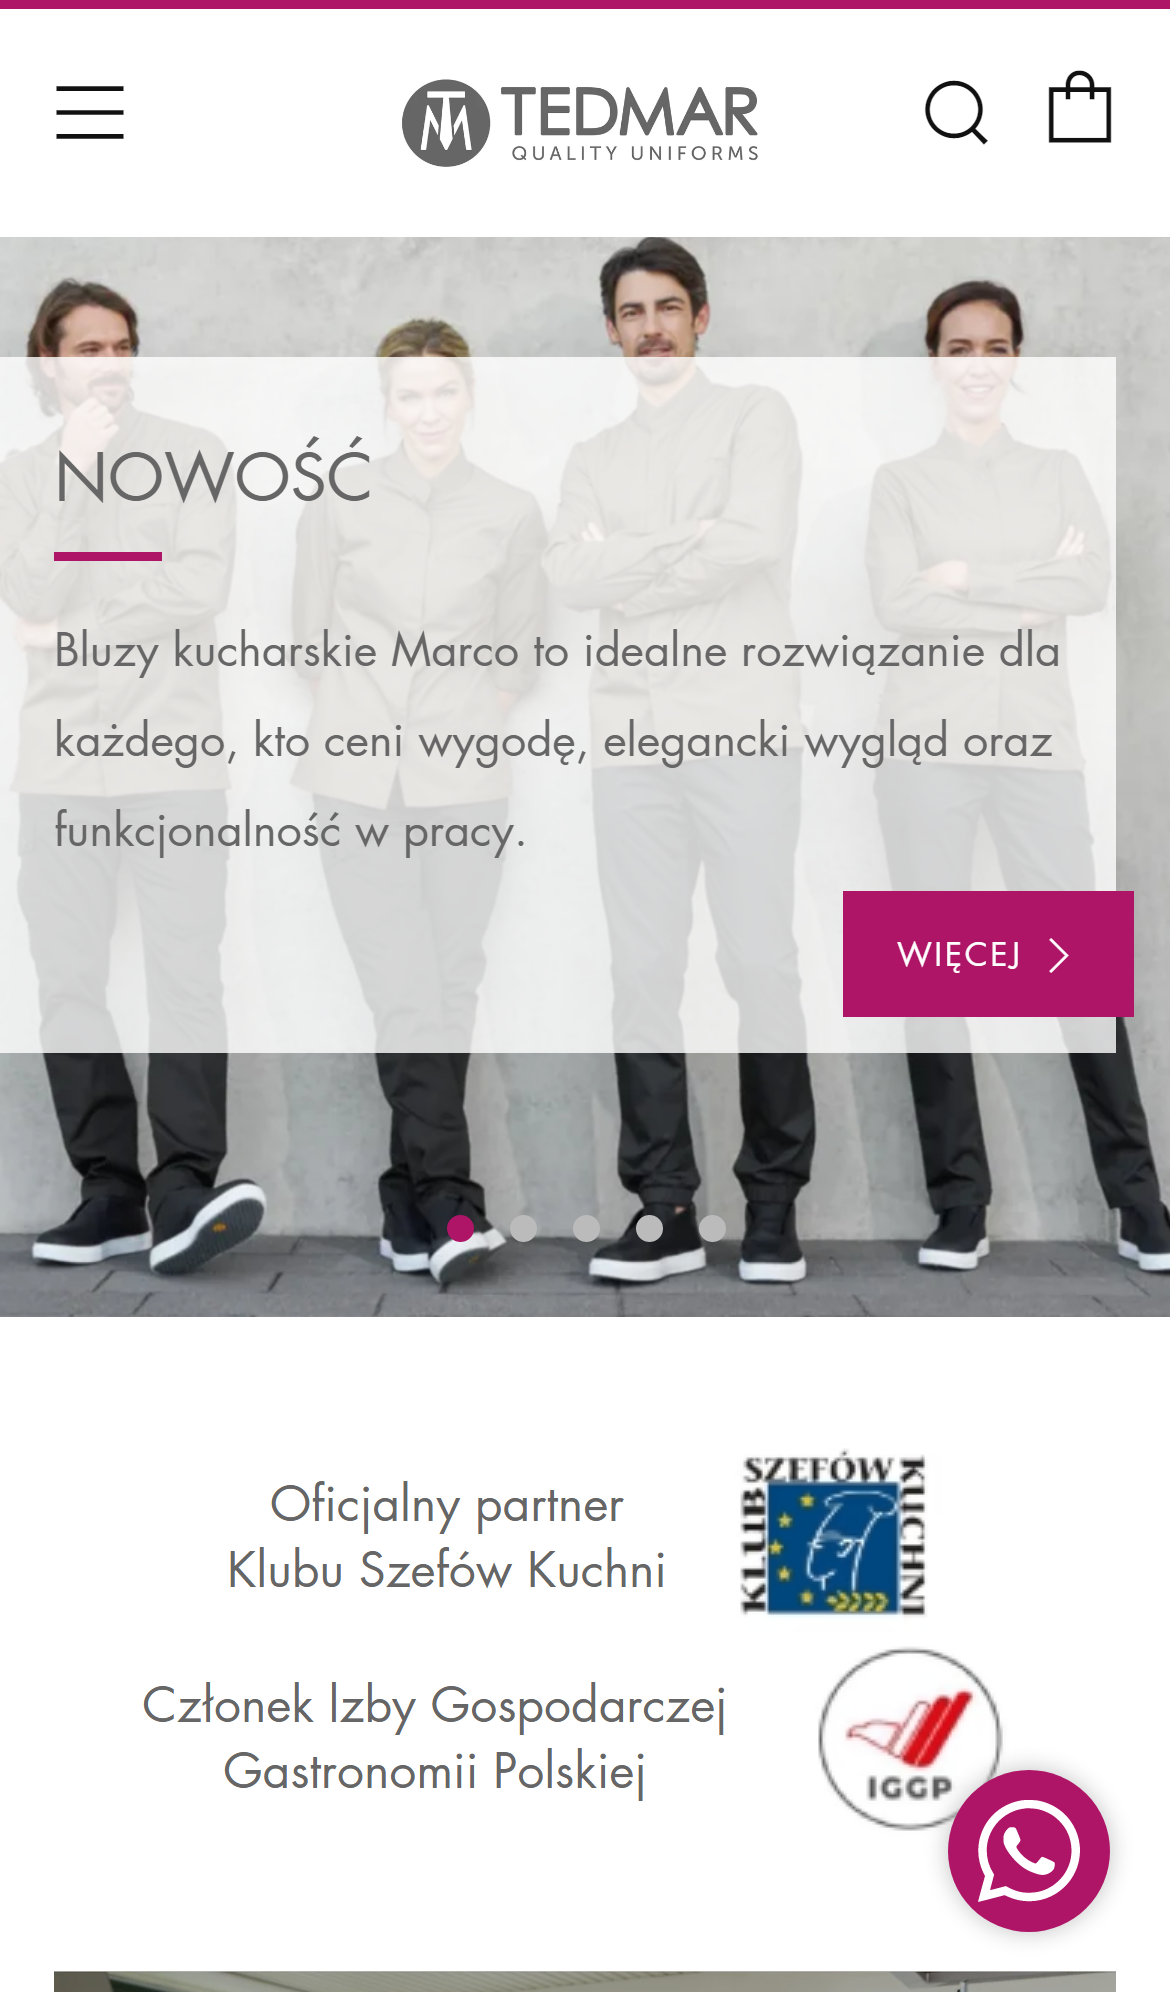 TEDMAR
QUALITY UNIFORMS
NOWOŚĆ
Bluzy kucharskie Marco to idealne rozwiązanie dla
każdego, kto ceni wygodę, elegancki wygląd oraz
funkcjonalność w pracy.
WIĘCEJ
Oficjalny partner
Klubu Szefów Kuchni
KLUB SZEFÓW KUCHNI
Członek lzby Gospodarczej
Gastronomii Polskiej
IGGP